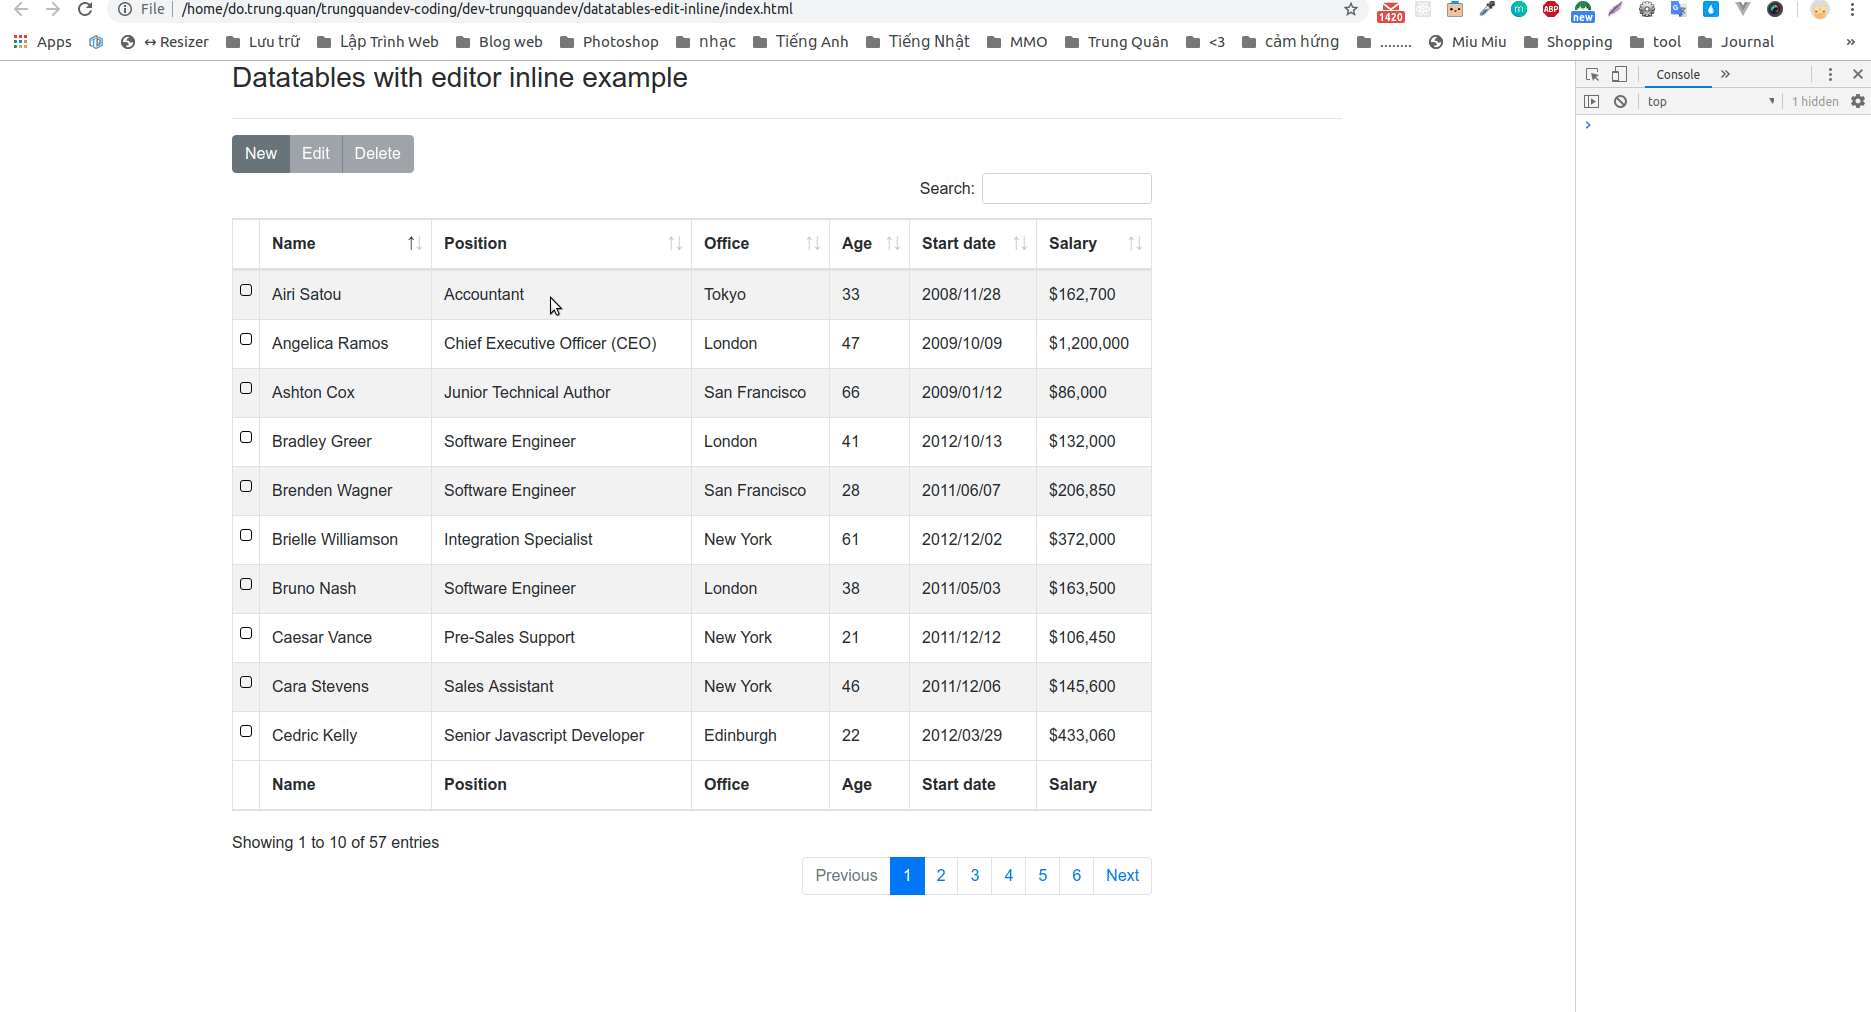 File /home/do.trung.quan/trungquandev-coding/dev-trungquandev/datatables-edit-inline/index.html 1420 ABP new
Apps ↔ Resizer Lưu trữ Lập Trình Web Blog web Photoshop nhạc Tiếng Anh Tiếng Nhật MMO Trung Quân <3 cảm hứng ........ Miu Miu Shopping tool Journal »
Datatables with editor inline example
Console »
top 1 hidden
New Edit Delete
Search:
Name Position Office Age Start date Salary
Airi Satou Accountant Tokyo 33 2008/11/28 $162,700
Angelica Ramos Chief Executive Officer (CEO) London 47 2009/10/09 $1,200,000
Ashton Cox Junior Technical Author San Francisco 66 2009/01/12 $86,000
Bradley Greer Software Engineer London 41 2012/10/13 $132,000
Brenden Wagner Software Engineer San Francisco 28 2011/06/07 $206,850
Brielle Williamson Integration Specialist New York 61 2012/12/02 $372,000
Bruno Nash Software Engineer London 38 2011/05/03 $163,500
Caesar Vance Pre-Sales Support New York 21 2011/12/12 $106,450
Cara Stevens Sales Assistant New York 46 2011/12/06 $145,600
Cedric Kelly Senior Javascript Developer Edinburgh 22 2012/03/29 $433,060
Name Position Office Age Start date Salary
Showing 1 to 10 of 57 entries
Previous 1 2 3 4 5 6 Next